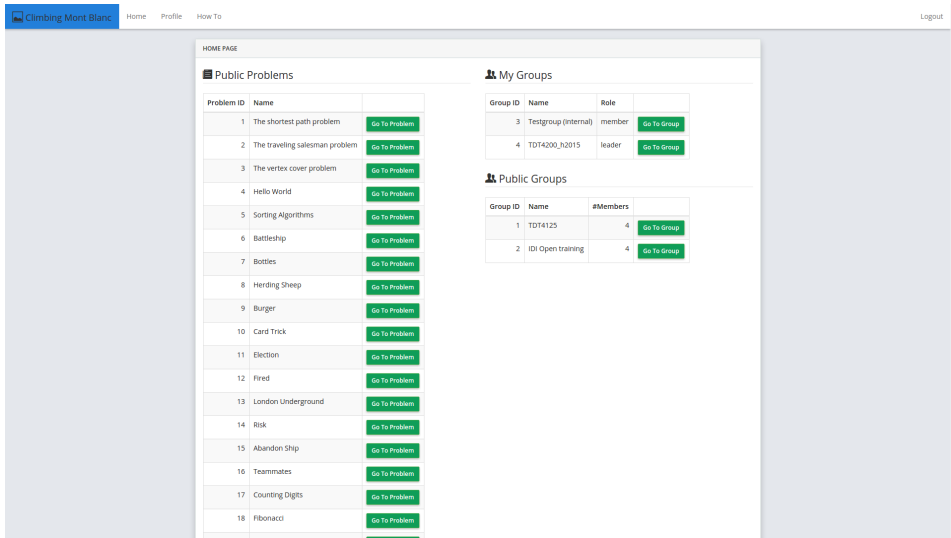 Climbing Mont Blanc Home Profile How To Logout
HOME PAGE
Public Problems
Problem ID Name
1 The shortest path problem Go To Problem
2 The traveling salesman problem Go To Problem
3 The vertex cover problem Go To Problem
4 Hello World Go To Problem
5 Sorting Algorithms Go To Problem
6 Battleship Go To Problem
7 Bottles Go To Problem
8 Herding Sheep Go To Problem
9 Burger Go To Problem
10 Card Trick Go To Problem
11 Election Go To Problem
12 Fired Go To Problem
13 London Underground Go To Problem
14 Risk Go To Problem
15 Abandon Ship Go To Problem
16 Teammates Go To Problem
17 Counting Digits Go To Problem
18 Fibonacci Go To Problem
My Groups
Group ID Name Role
3 Testgroup (internal) member Go To Group
4 TDT4200_h2015 leader Go To Group
Public Groups
Group ID Name #Members
1 TDT4125 4 Go To Group
2 IDI Open training 4 Go To Group